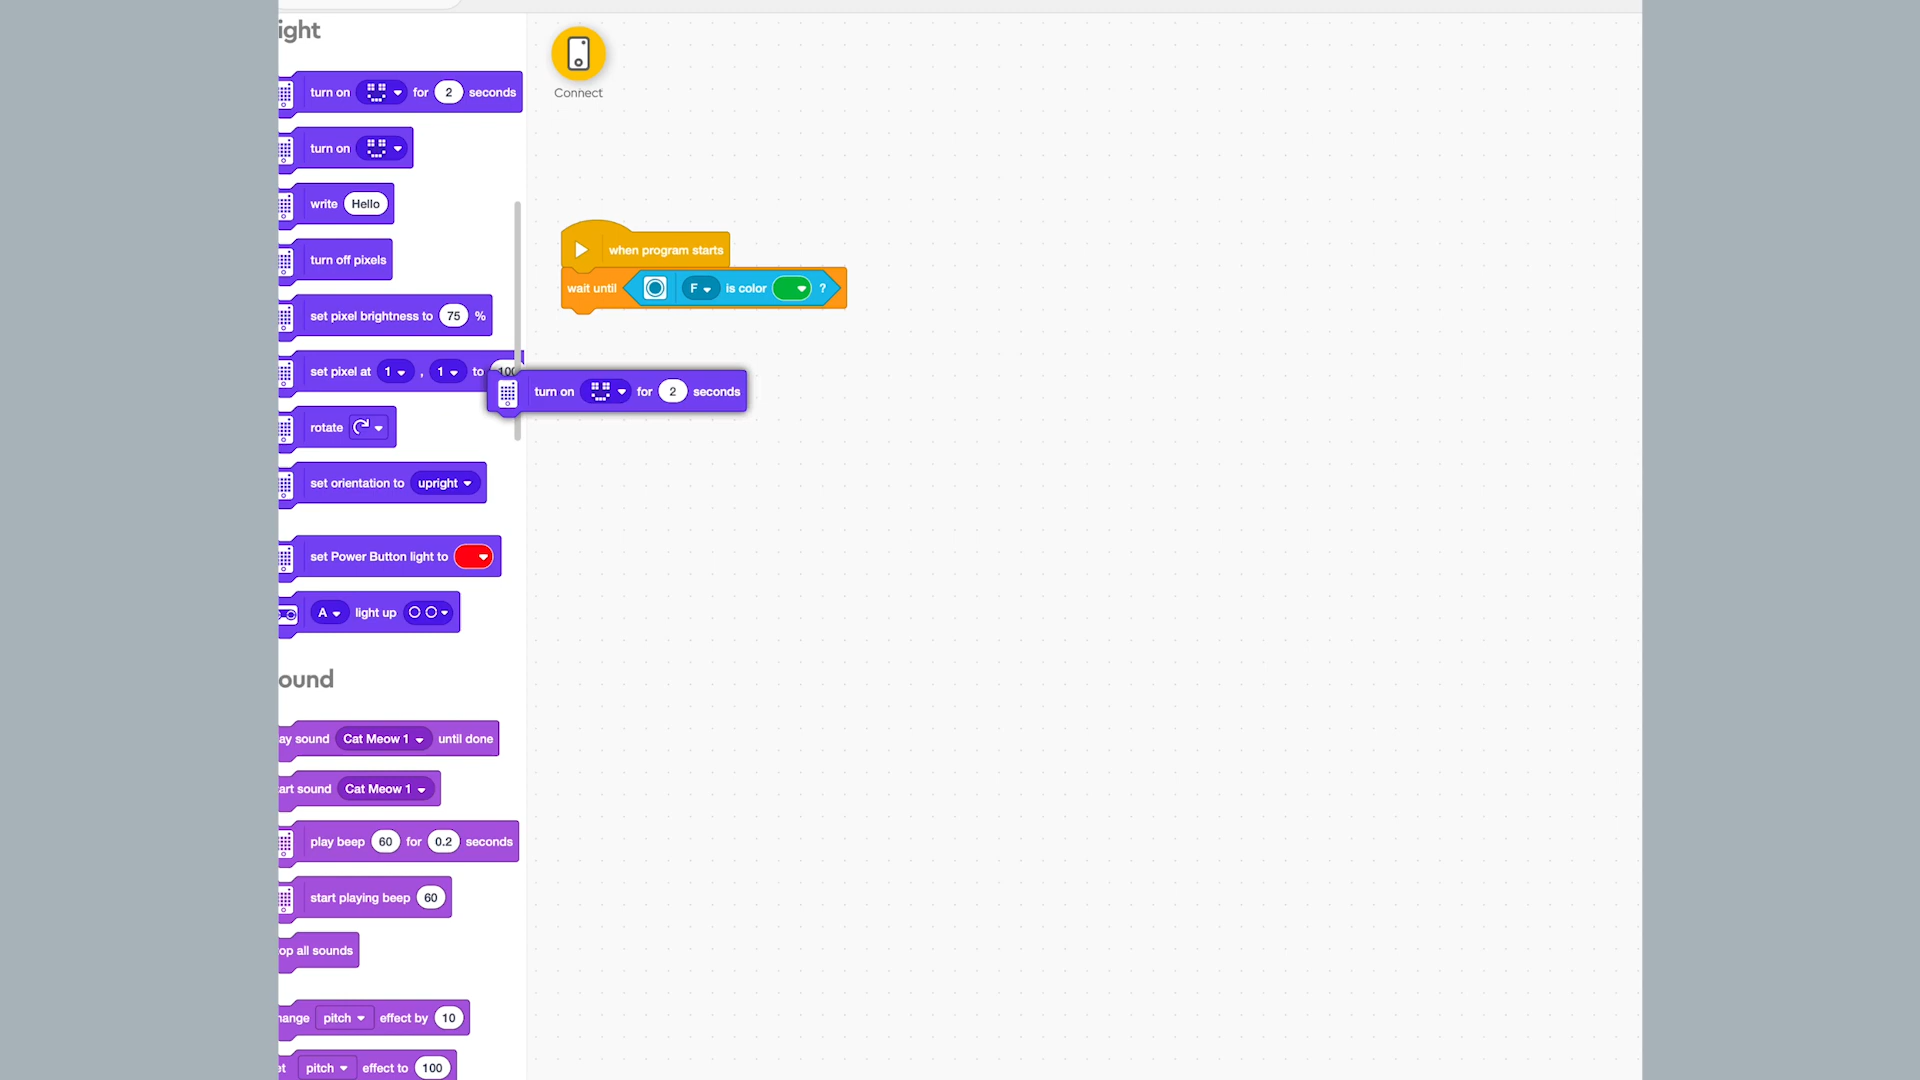 ight
turn on for 2 seconds
turn on
write Hello
turn off pixels
set pixel brightness to 75 %
set pixel at 1 , 1 to 100
rotate
set orientation to upright
set Power Button light to
A light up
ound
ay sound Cat Meow 1 until done
art sound Cat Meow 1
play beep 60 for 0.2 seconds
start playing beep 60
op all sounds
hange pitch effect by 10
et pitch effect to 100
Connect
when program starts
wait until F is color ?
turn on for 2 seconds